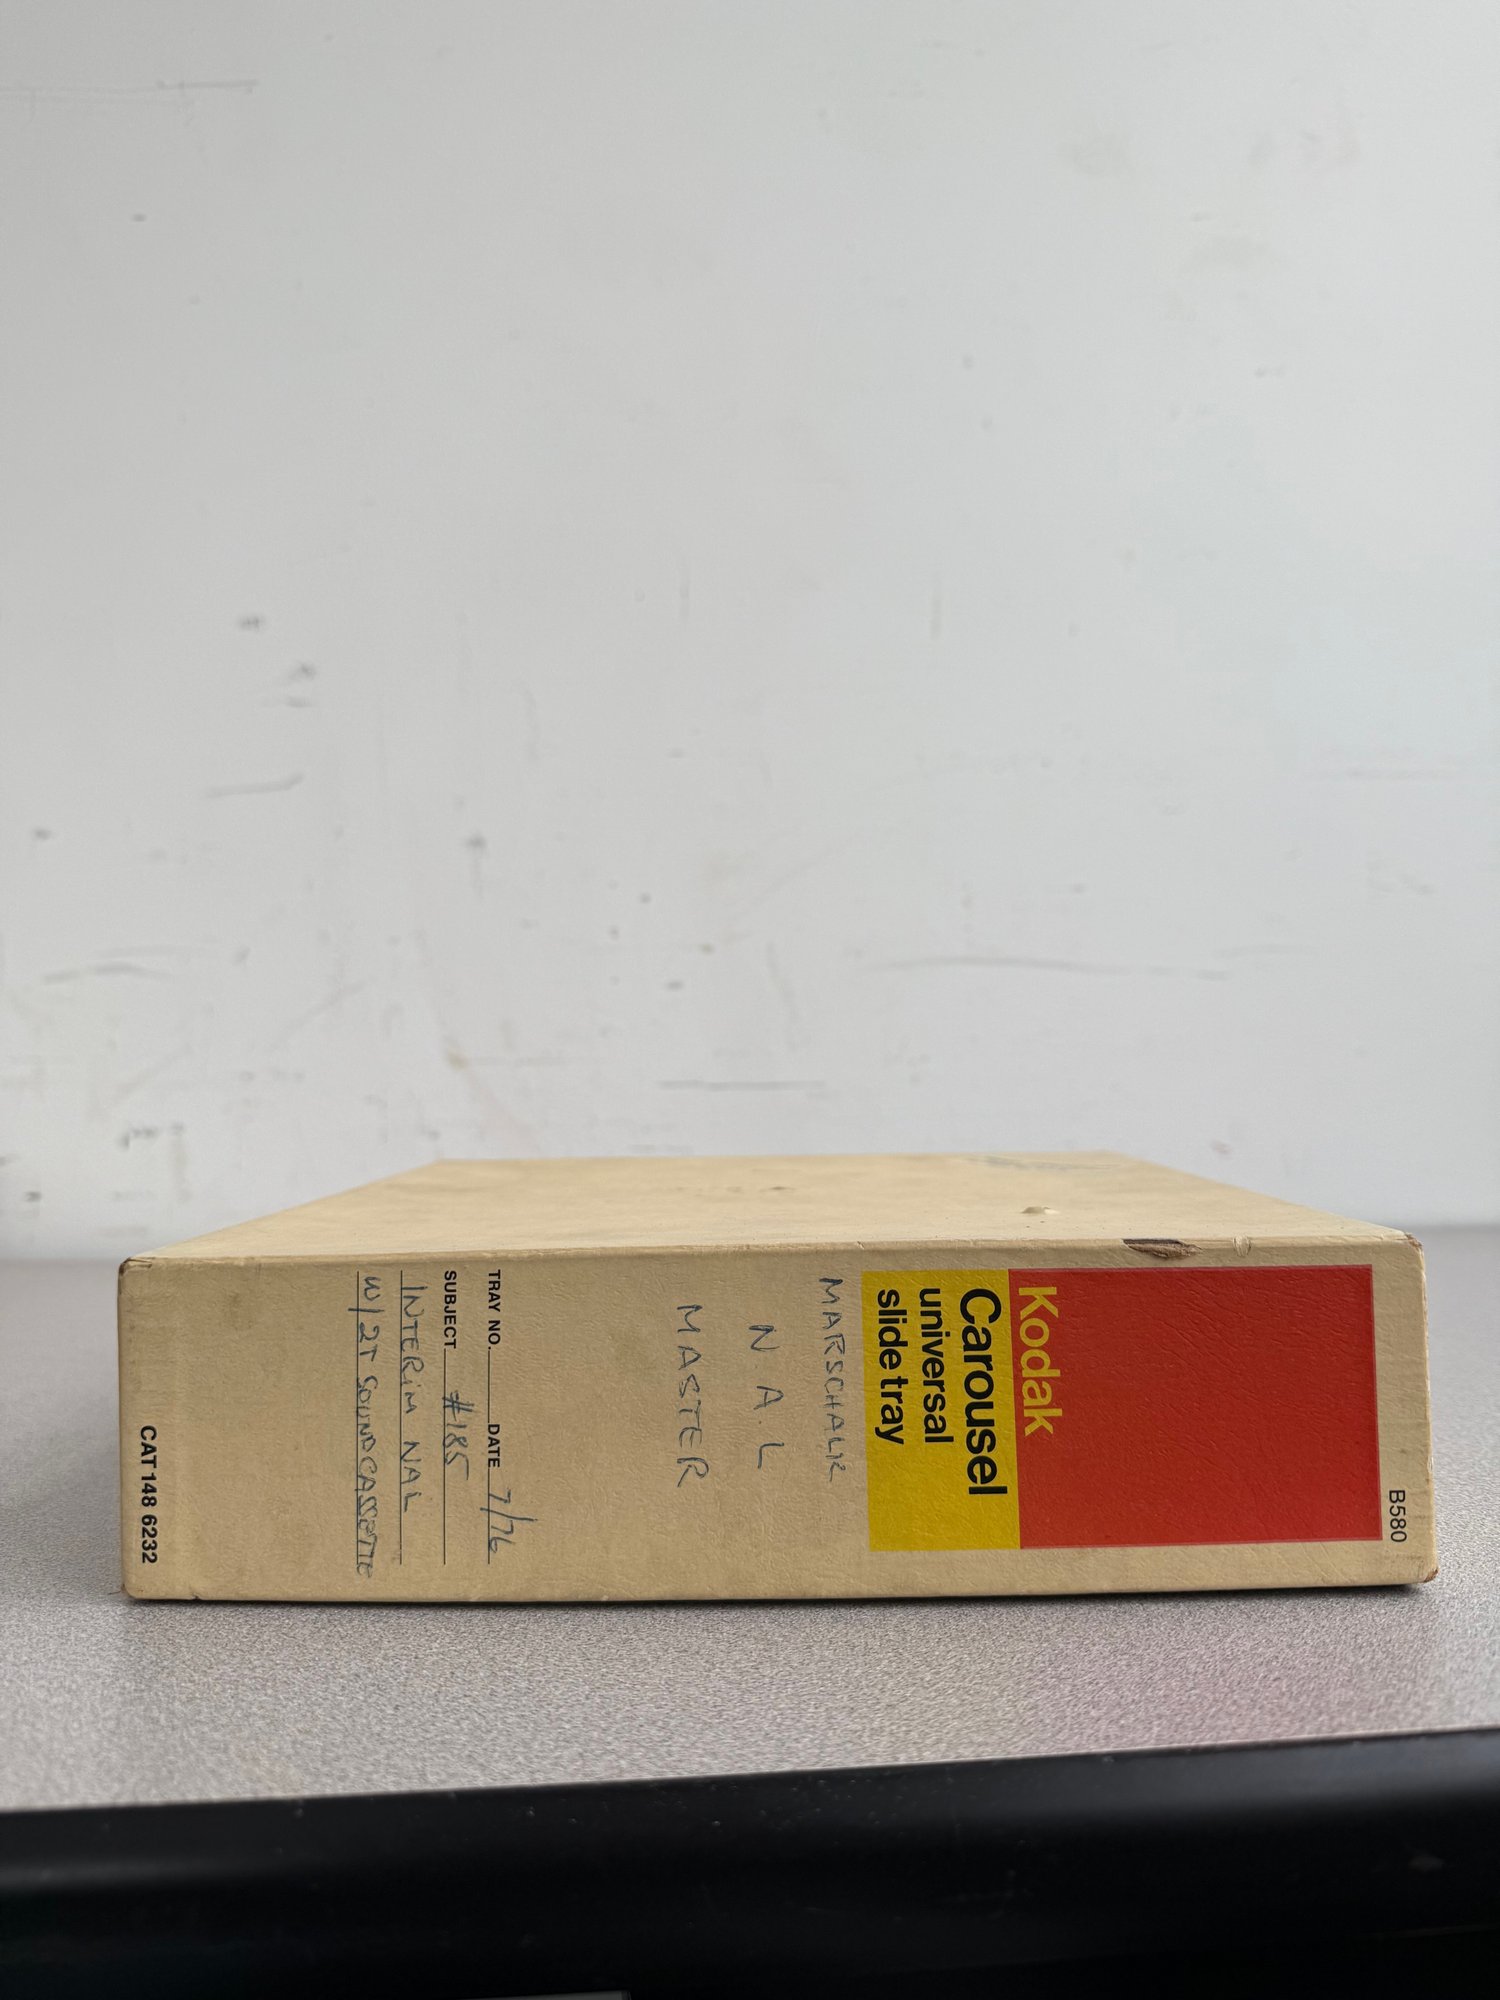 B580
Kodak
Carousel
universal
slide tray
MARSCHALK
N A.L
MASTER
TRAY NO. DATE 7/76
SUBJECT #185
INTERIM NAL
W/2T SOUND CASSETTE
CAT 148 6232